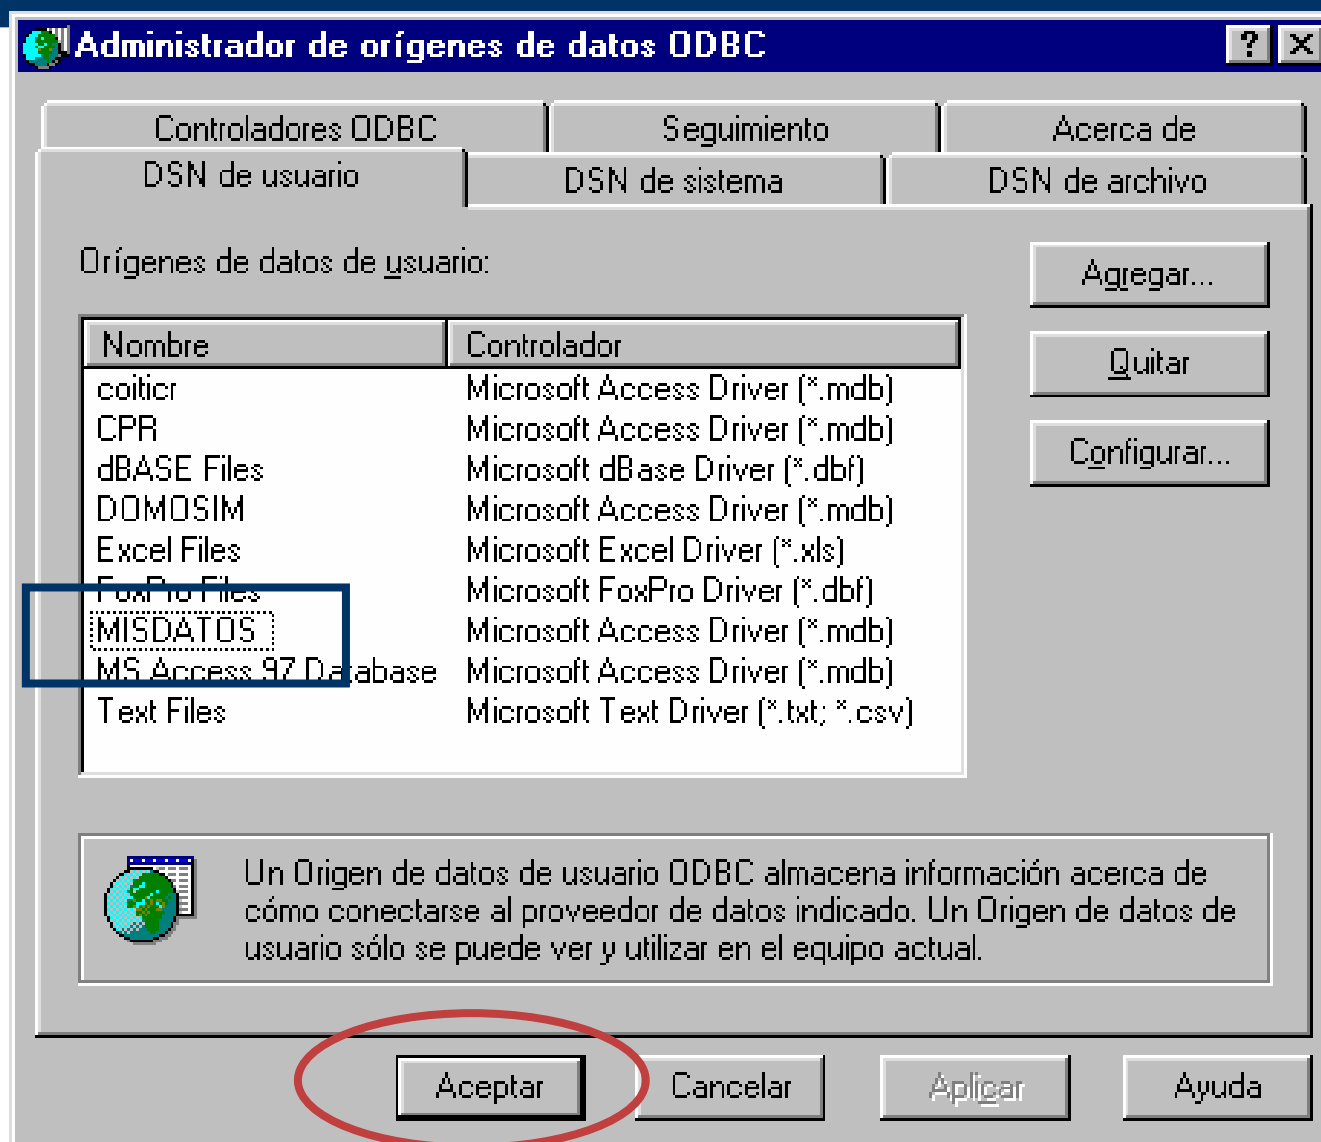 Administrador de orígenes de datos ODBC
Controladores ODBC Seguimiento Acerca de
DSN de usuario DSN de sistema DSN de archivo
Orígenes de datos de usuario:
Agregar...
Quitar
Configurar...
Nombre Controlador
coiticr Microsoft Access Driver (*.mdb)
CPR Microsoft Access Driver (*.mdb)
dBASE Files Microsoft dBase Driver (*.dbf)
DOMOSIM Microsoft Access Driver (*.mdb)
Excel Files Microsoft Excel Driver (*.xls)
FoxPro Files Microsoft FoxPro Driver (*.dbf)
MISDATOS Microsoft Access Driver (*.mdb)
MS Access 97 Database Microsoft Access Driver (*.mdb)
Text Files Microsoft Text Driver (*.txt; *.csv)
Un Origen de datos de usuario ODBC almacena información acerca de
cómo conectarse al proveedor de datos indicado. Un Origen de datos de
usuario sólo se puede ver y utilizar en el equipo actual.
Aceptar Cancelar Aplicar Ayuda